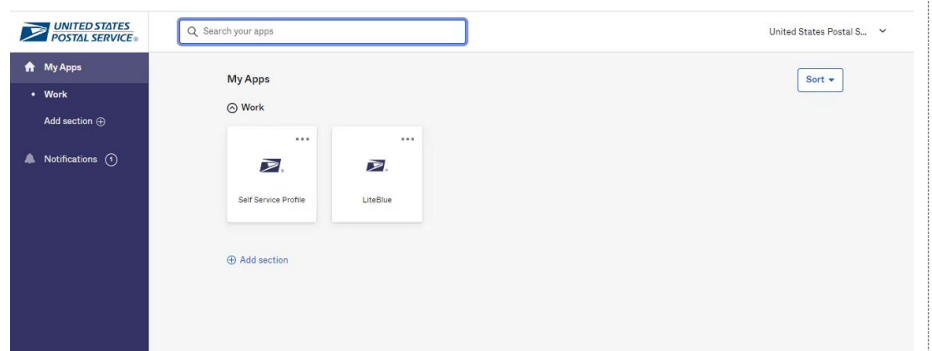 UNITED STATES
POSTAL SERVICE®
Search your apps
United States Postal S...
My Apps
Work
Add section
Notifications 1
My Apps
Sort
Work
Self Service Profile
LiteBlue
Add section